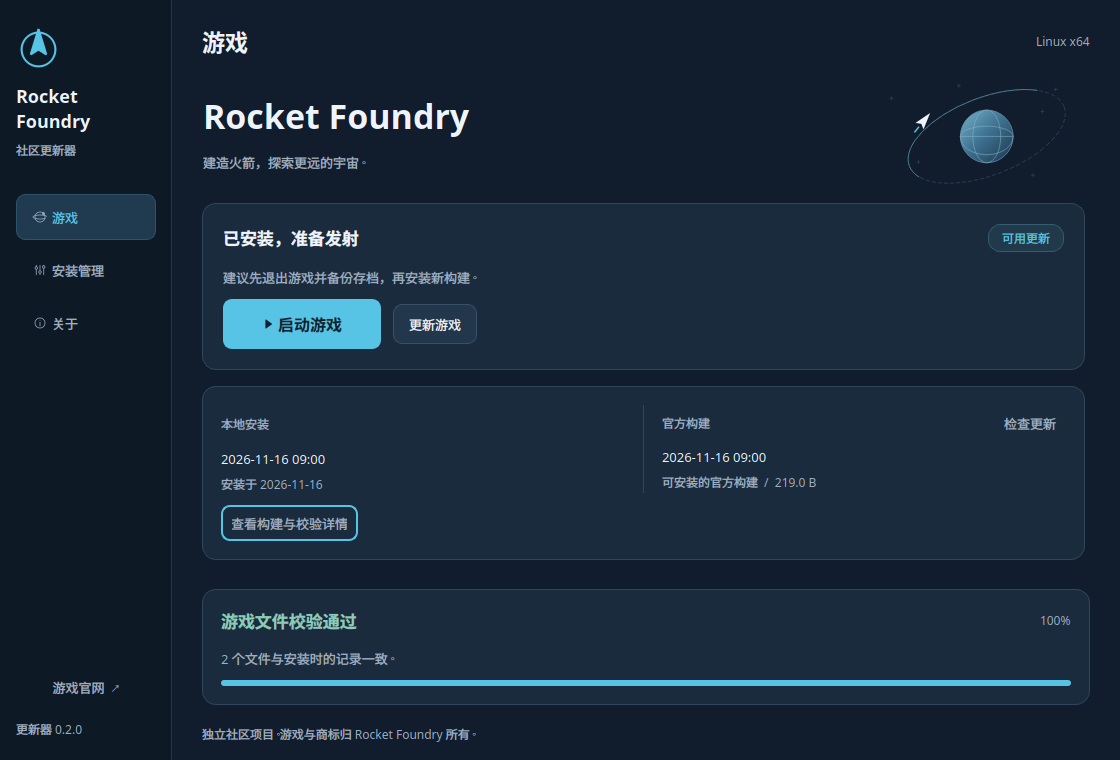 Rocket
Foundry
社区更新器
游戏
安装管理
关于
游戏官网 ↗
更新器 0.2.0
游戏
Linux x64
Rocket Foundry
建造火箭，探索更远的宇宙。
已安装，准备发射
可用更新
建议先退出游戏并备份存档，再安装新构建。
启动游戏
更新游戏
本地安装
2026-11-16 09:00
安装于 2026-11-16
查看构建与校验详情
官方构建
检查更新
2026-11-16 09:00
可安装的官方构建 / 219.0 B
游戏文件校验通过
100%
2 个文件与安装时的记录一致。
独立社区项目·游戏与商标归 Rocket Foundry 所有。